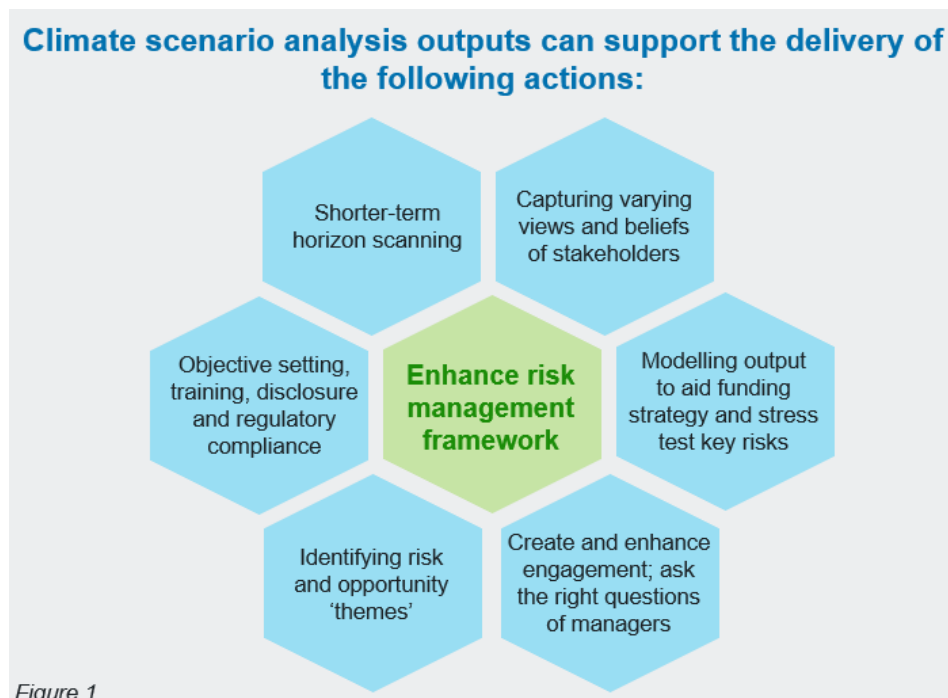 Climate scenario analysis outputs can support the delivery of
the following actions:
Shorter-term
horizon scanning
Capturing varying
views and beliefs
of stakeholders
Objective setting,
training, disclosure
and regulatory
compliance
Enhance risk
management
framework
Modelling output
to aid funding
strategy and stress
test key risks
Identifying risk
and opportunity
‘themes’
Create and enhance
engagement; ask
the right questions
of managers
Figure 1